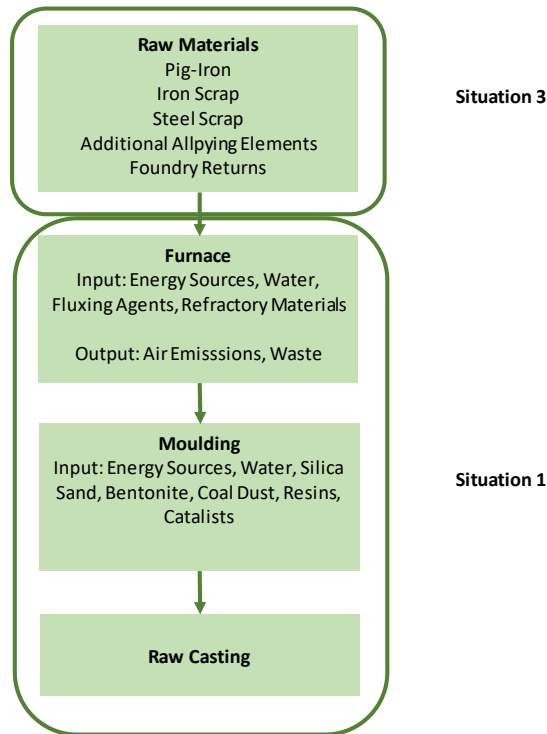 Raw Materials
Pig-Iron
Iron Scrap
Steel Scrap
Additional Allpying Elements
Foundry Returns
Situation 3
Furnace
Input: Energy Sources, Water,
Fluxing Agents, Refractory Materials
Output: Air Emisssions, Waste
Moulding
Input: Energy Sources, Water, Silica
Sand, Bentonite, Coal Dust, Resins,
Catalists
Situation 1
Raw Casting